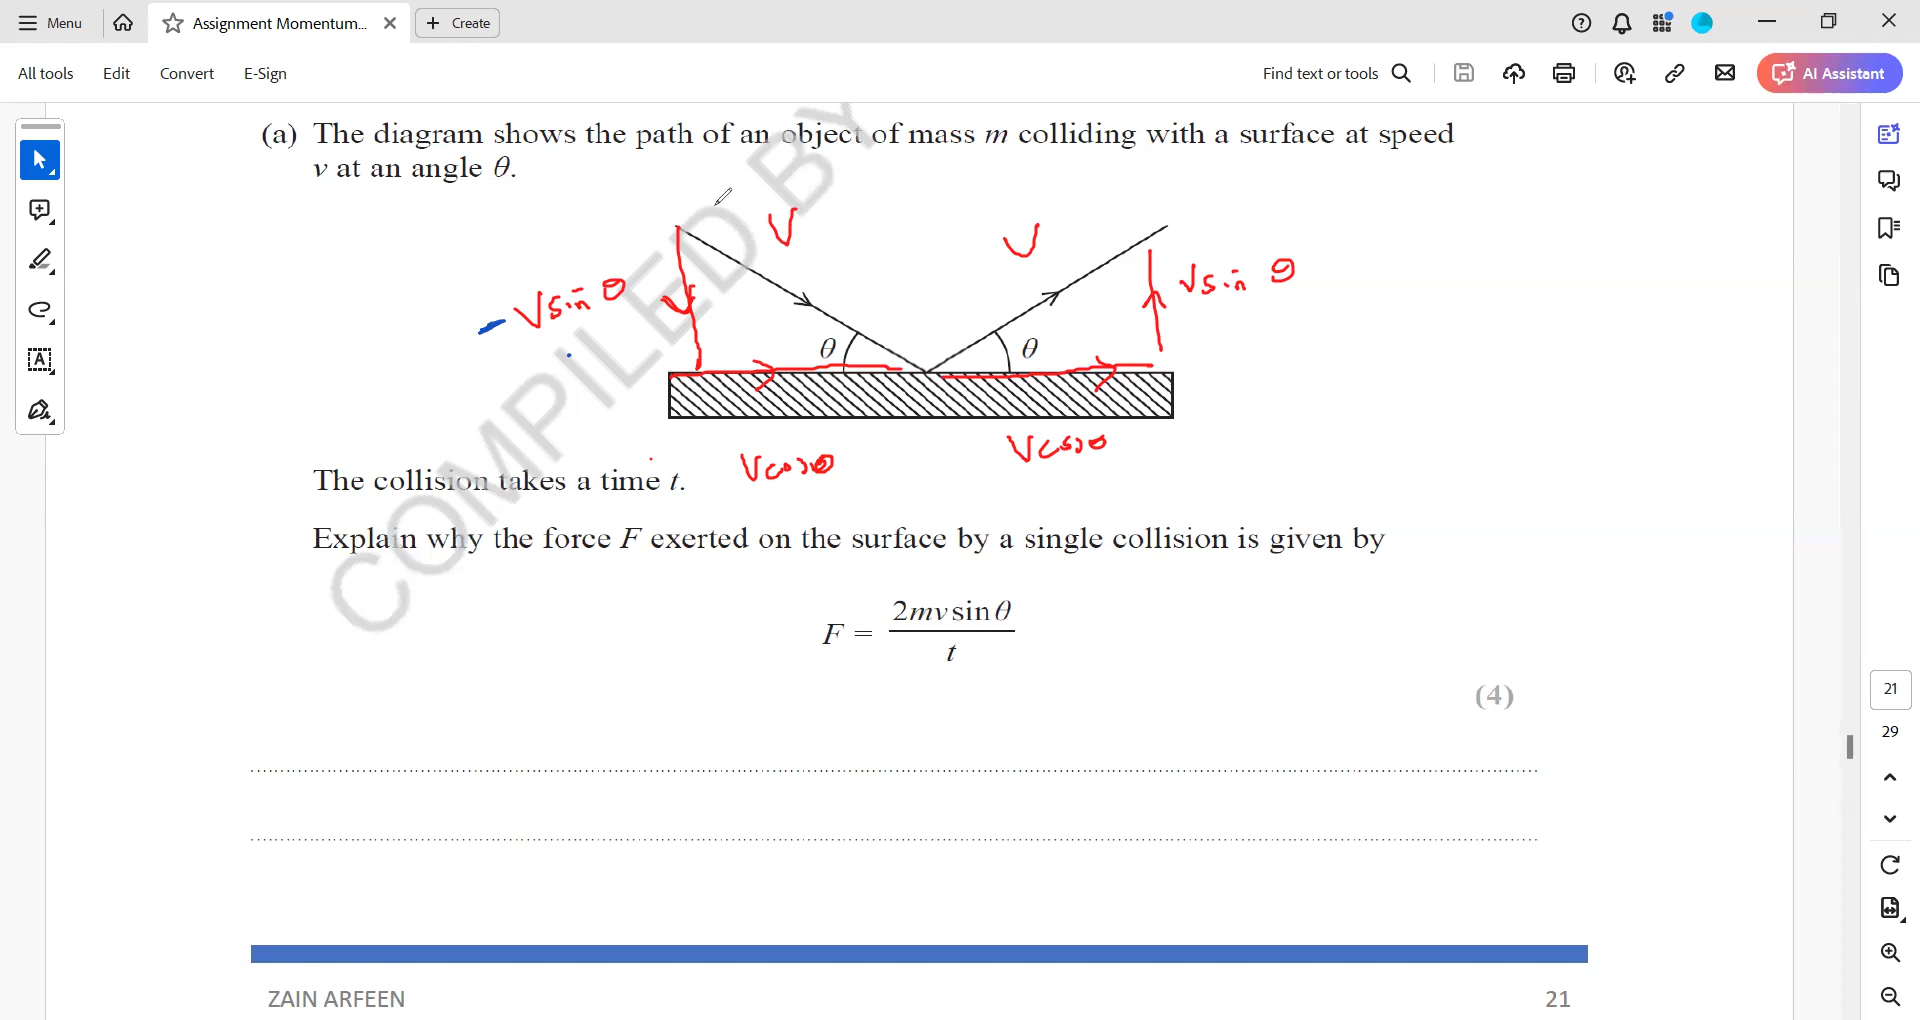 Menu
Assignment Momentum...
Create
All tools
Edit
Convert
E-Sign
Find text or tools
AI Assistant
(a) The diagram shows the path of an object of mass m colliding with a surface at speed
v at an angle θ.
V
V
- Vsin θ
Vsin θ
θ
θ
Vcosθ
Vcosθ
COMPILED BY
The collision takes a time t.
Explain why the force F exerted on the surface by a single collision is given by
F = 2mv sin θ / t
(4)
21
29
ZAIN ARFEEN
21